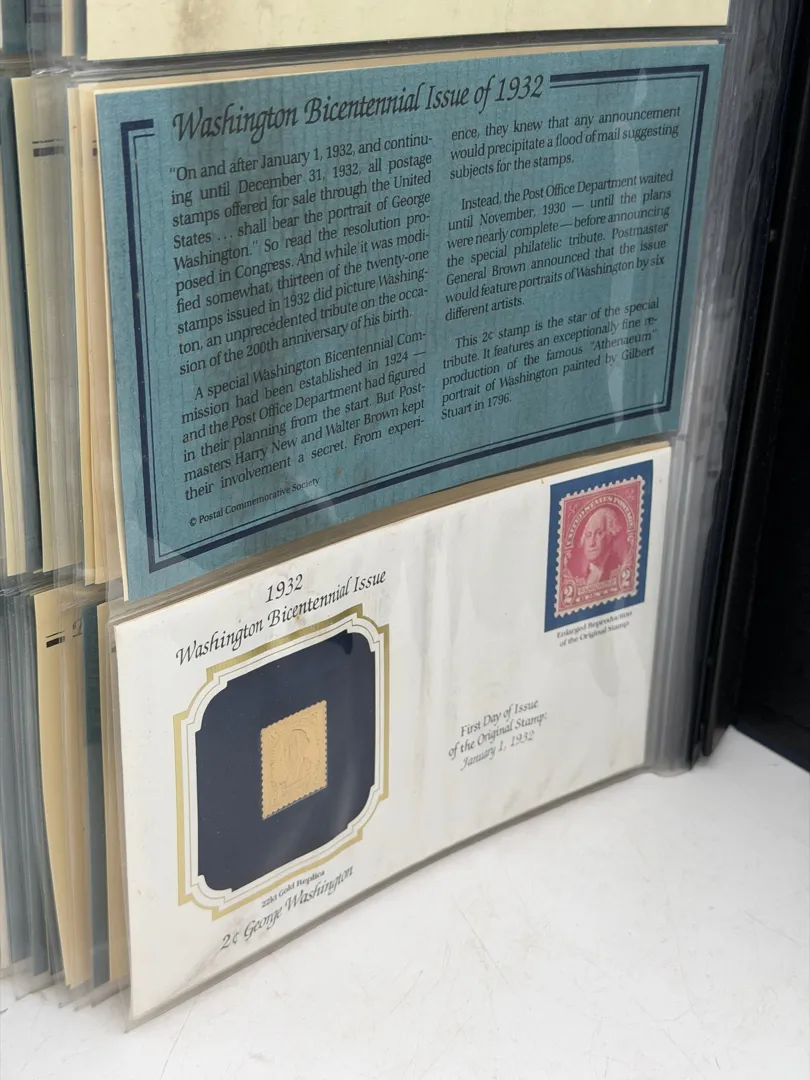 Washington Bicentennial Issue of 1932
"On and after January 1, 1932, and continu-
ing until December 31, 1932, all postage
stamps offered for sale through the United
States ... shall bear the portrait of George
Washington." So read the resolution pro-
posed in Congress. And while it was modi-
fied somewhat, thirteen of the twenty-one
stamps issued in 1932 did picture Washing-
ton, an unprecedented tribute on the occa-
sion of the 200th anniversary of his birth.
A special Washington Bicentennial Com-
mission had been established in 1924 —
and the Post Office Department had figured
in their planning from the start. But Post-
masters Harry New and Walter Brown kept
their involvement a secret. From experi-
© Postal Commemorative Society
ence, they knew that any announcement
would precipitate a flood of mail suggesting
subjects for the stamps.
Instead, the Post Office Department waited
until November, 1930 — until the plans
were nearly complete — before announcing
the special philatelic tribute. Postmaster
General Brown announced that the issue
would feature portraits of Washington by six
different artists.
This 2¢ stamp is the star of the special
tribute. It features an exceptionally fine re-
production of the famous "Athenaeum"
portrait of Washington painted by Gilbert
Stuart in 1796.
1932
Washington Bicentennial Issue
22kt Gold Replica
2¢ George Washington
UNITED STATES POSTAGE
2 2
Enlarged Reproduction
of the Original Stamp
First Day of Issue
of the Original Stamp:
January 1, 1932